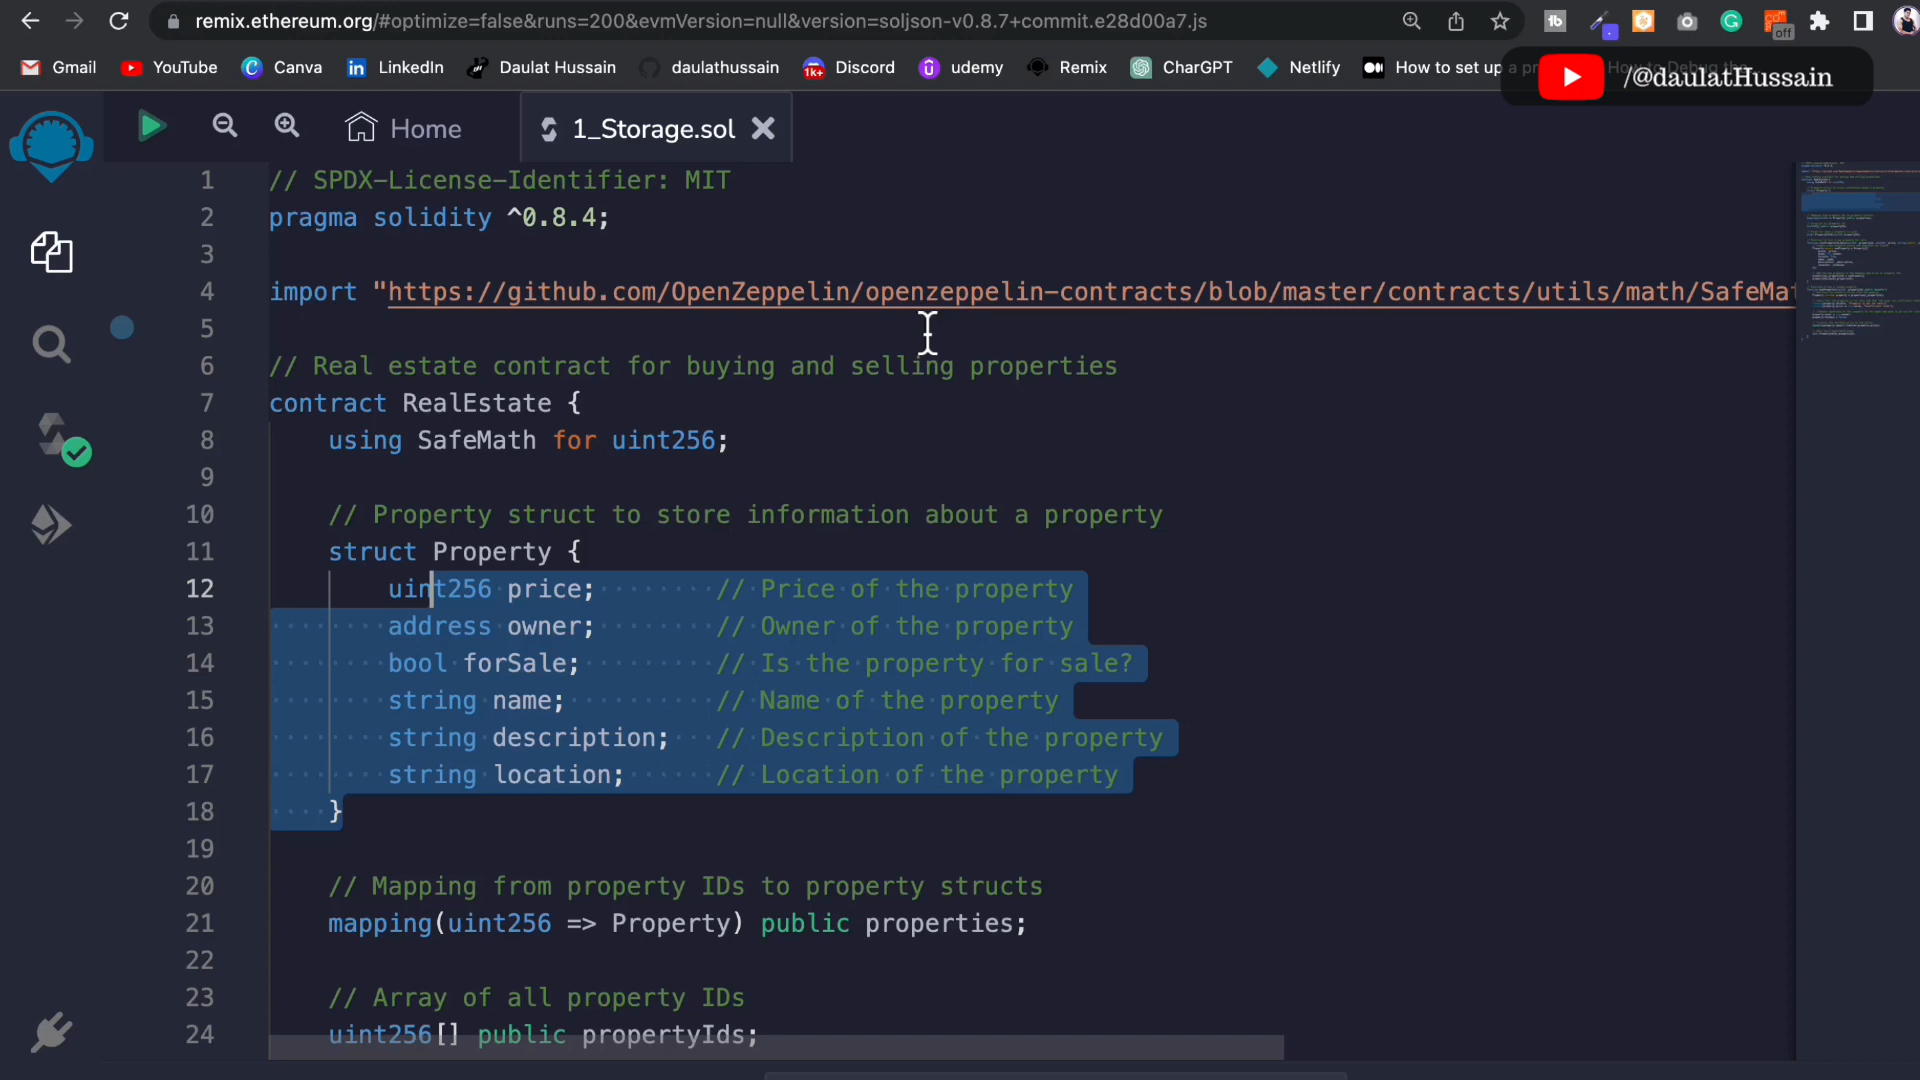 remix.ethereum.org/#optimize=false&runs=200&evmVersion=null&version=soljson-v0.8.7+commit.e28d00a7.js
off
Gmail YouTube Canva LinkedIn Daulat Hussain daulathussain 1k+ Discord udemy Remix CharGPT Netlify How to set up a pr How to Debug the
/@daulatHussain
Home 1_Storage.sol
1 // SPDX-License-Identifier: MIT
2 pragma solidity ^0.8.4;
3
4 import "https://github.com/OpenZeppelin/openzeppelin-contracts/blob/master/contracts/utils/math/SafeMat
5
6 // Real estate contract for buying and selling properties
7 contract RealEstate {
8 using SafeMath for uint256;
9
10 // Property struct to store information about a property
11 struct Property {
12 uint256 price; // Price of the property
13 address owner; // Owner of the property
14 bool forSale; // Is the property for sale?
15 string name; // Name of the property
16 string description; // Description of the property
17 string location; // Location of the property
18 }
19
20 // Mapping from property IDs to property structs
21 mapping(uint256 => Property) public properties;
22
23 // Array of all property IDs
24 uint256[] public propertyIds;